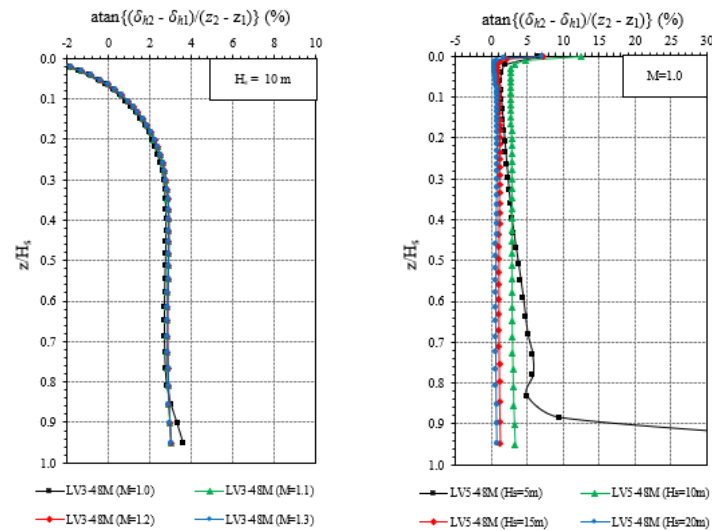 atan{(δh2 - δh1)/(z2 - z1)} (%)
-2 0 2 4 6 8 10
0.0
0.1
0.2
0.3
0.4
0.5
0.6
0.7
0.8
0.9
1.0
z/Hs
Hs = 10 m
LV3-48M (M=1.0)
LV3-48M (M=1.1)
LV3-48M (M=1.2)
LV3-48M (M=1.3)
atan{(δh2 - δh1)/(z2 - z1)} (%)
-5 0 5 10 15 20 25 30
0.0
0.1
0.2
0.3
0.4
0.5
0.6
0.7
0.8
0.9
1.0
z/Hs
M=1.0
LV5-48M (Hs=5m)
LV5-48M (Hs=10m)
LV5-48M (Hs=15m)
LV5-48M (Hs=20m)